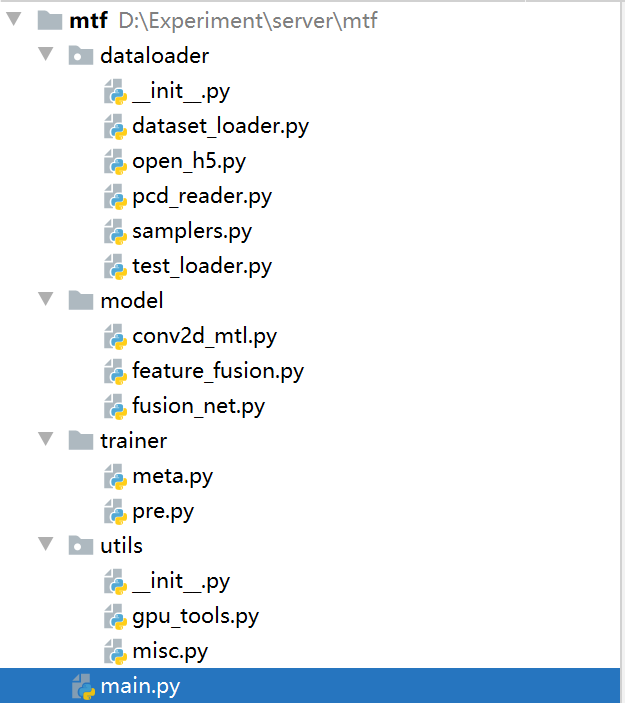 mtf D:\Experiment\server\mtf
dataloader
__init__.py
dataset_loader.py
open_h5.py
pcd_reader.py
samplers.py
test_loader.py
model
conv2d_mtl.py
feature_fusion.py
fusion_net.py
trainer
meta.py
pre.py
utils
__init__.py
gpu_tools.py
misc.py
main.py